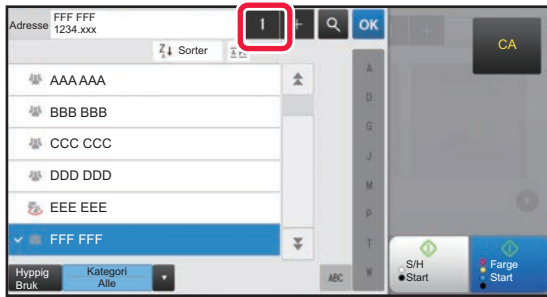 Adresse
FFF FFF
1234.xxx
1
+
OK
CA
Z
A
Sorter
AAA AAA
BBB BBB
CCC CCC
DDD DDD
EEE EEE
FFF FFF
A
D
G
J
M
P
T
W
ABC
Hyppig
Bruk
Kategori
Alle
S/H
Start
Farge
Start